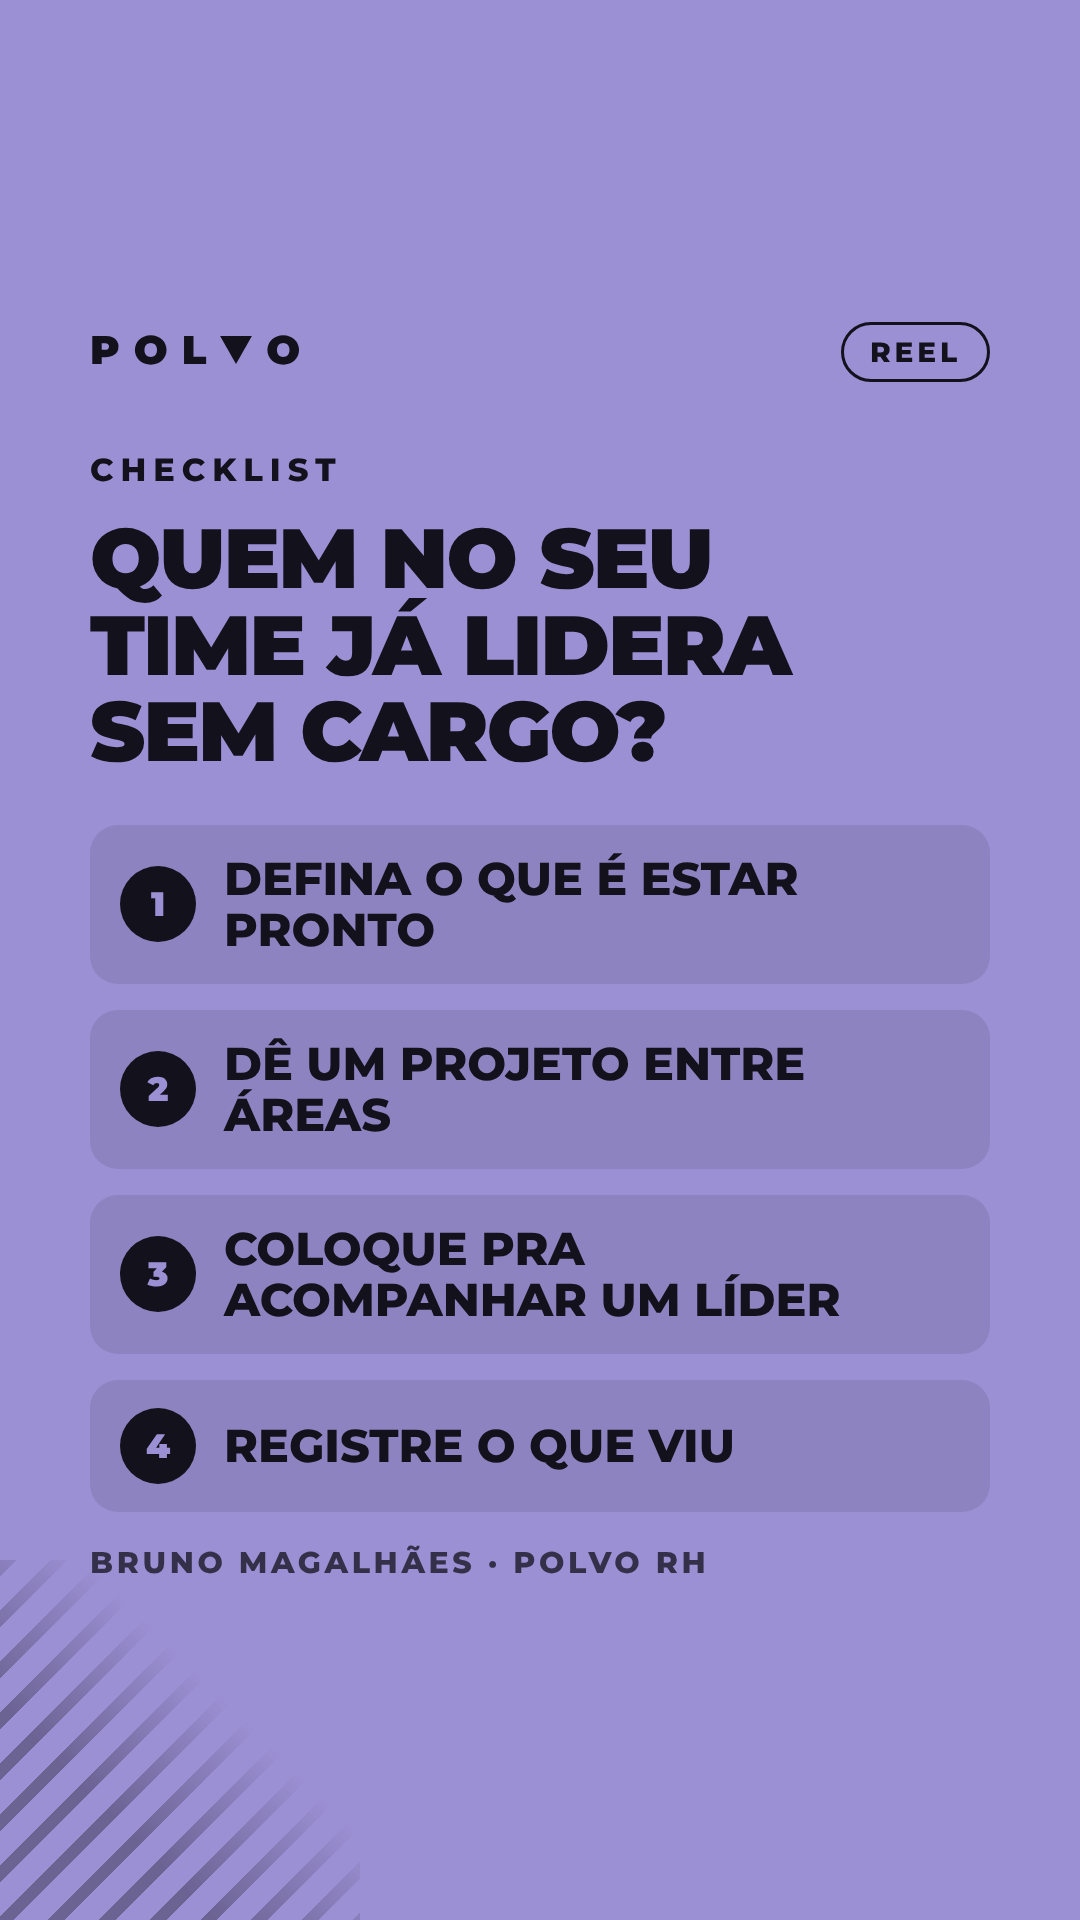 POLVO
REEL
CHECKLIST
QUEM NO SEU
TIME JÁ LIDERA
SEM CARGO?
1
DEFINA O QUE É ESTAR
PRONTO
2
DÊ UM PROJETO ENTRE
ÁREAS
3
COLOQUE PRA
ACOMPANHAR UM LÍDER
4
REGISTRE O QUE VIU
BRUNO MAGALHÃES · POLVO RH